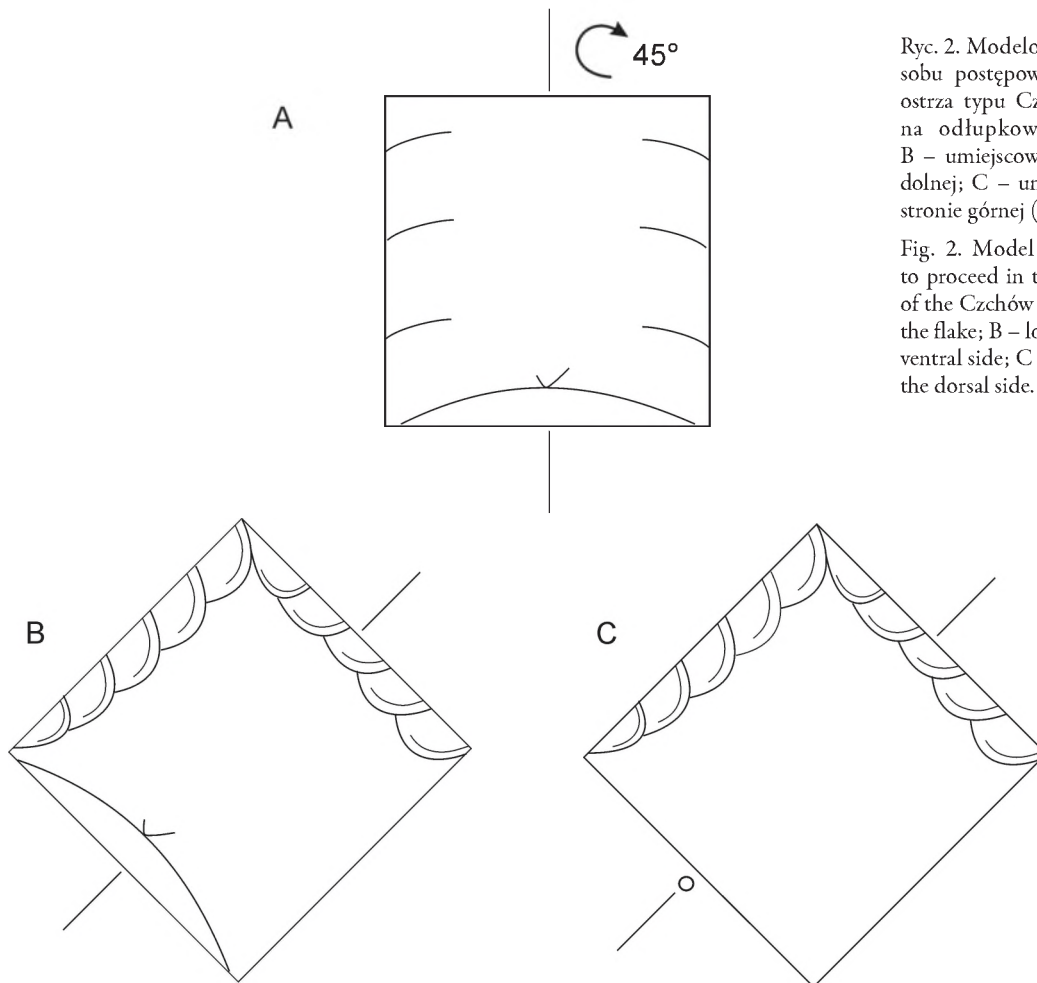 45°
A
Ryc. 2. Modelo
sobu postępow
ostrza typu Cz
na odłupkow
B – umiejscow
dolnej; C – ur
stronie górnej (
Fig. 2. Model
to proceed in t
of the Czchów
the flake; B – lo
ventral side; C
the dorsal side.
B
C